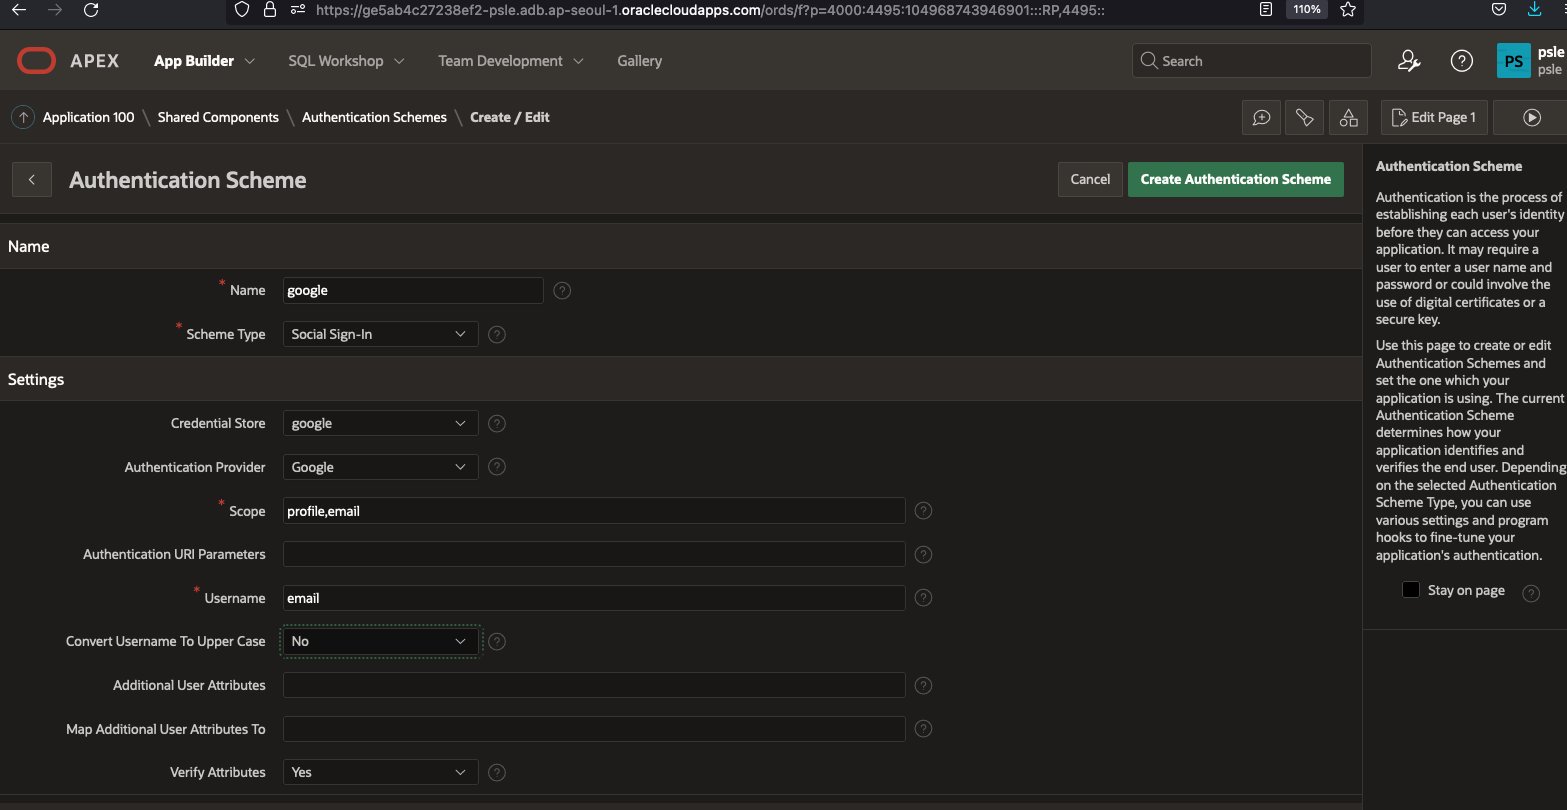 https://ge5ab4c27238ef2-psle.adb.ap-seoul-1.oraclecloudapps.com/ords/f?p=4000:4495:104968743946901:::RP,4495::
110%
APEX
App Builder
SQL Workshop
Team Development
Gallery
Search
PS
psle
psle
Application 100 \ Shared Components \ Authentication Schemes \ Create / Edit
Edit Page 1
Authentication Scheme
Cancel
Create Authentication Scheme
Name
* Name
google
* Scheme Type
Social Sign-In
Settings
Credential Store
google
Authentication Provider
Google
* Scope
profile,email
Authentication URI Parameters
* Username
email
Convert Username To Upper Case
No
Additional User Attributes
Map Additional User Attributes To
Verify Attributes
Yes
Authentication Scheme
Authentication is the process of
establishing each user's identity
before they can access your
application. It may require a
user to enter a user name and
password or could involve the
use of digital certificates or a
secure key.
Use this page to create or edit
Authentication Schemes and
set the one which your
application is using. The current
Authentication Scheme
determines how your
application identifies and
verifies the end user. Depending
on the selected Authentication
Scheme Type, you can use
various settings and program
hooks to fine-tune your
application's authentication.
Stay on page